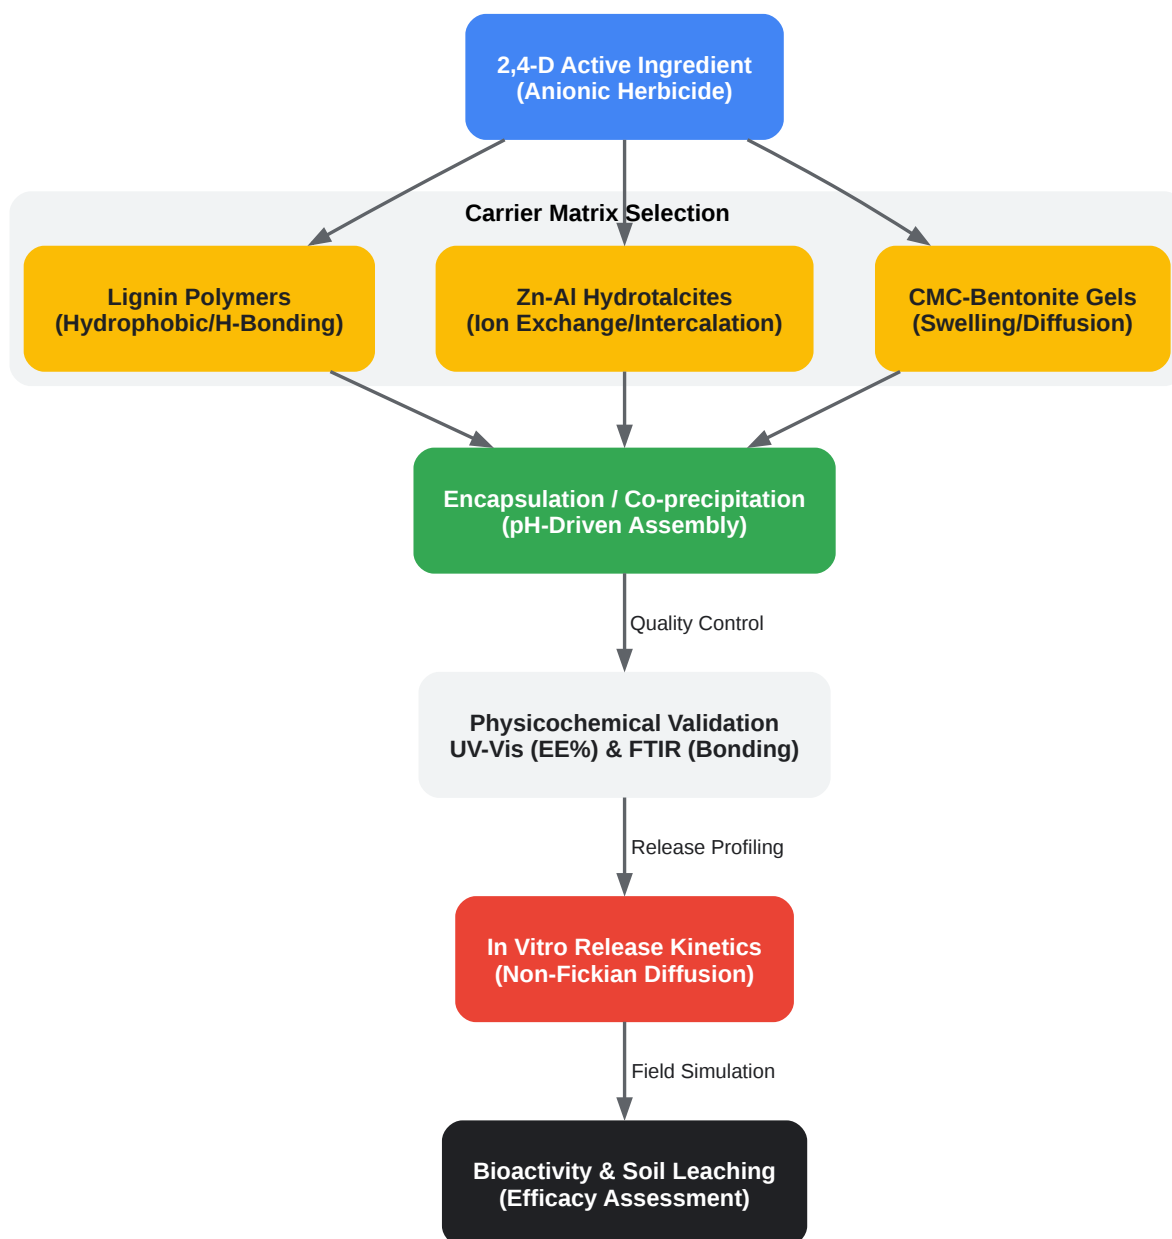 2,4-D Active Ingredient
(Anionic Herbicide)
Carrier Matrix Selection
Lignin Polymers
(Hydrophobic/H-Bonding)
Zn-Al Hydrotalcites
(Ion Exchange/Intercalation)
CMC-Bentonite Gels
(Swelling/Diffusion)
Encapsulation / Co-precipitation
(pH-Driven Assembly)
Quality Control
Physicochemical Validation
UV-Vis (EE%) & FTIR (Bonding)
Release Profiling
In Vitro Release Kinetics
(Non-Fickian Diffusion)
Field Simulation
Bioactivity & Soil Leaching
(Efficacy Assessment)